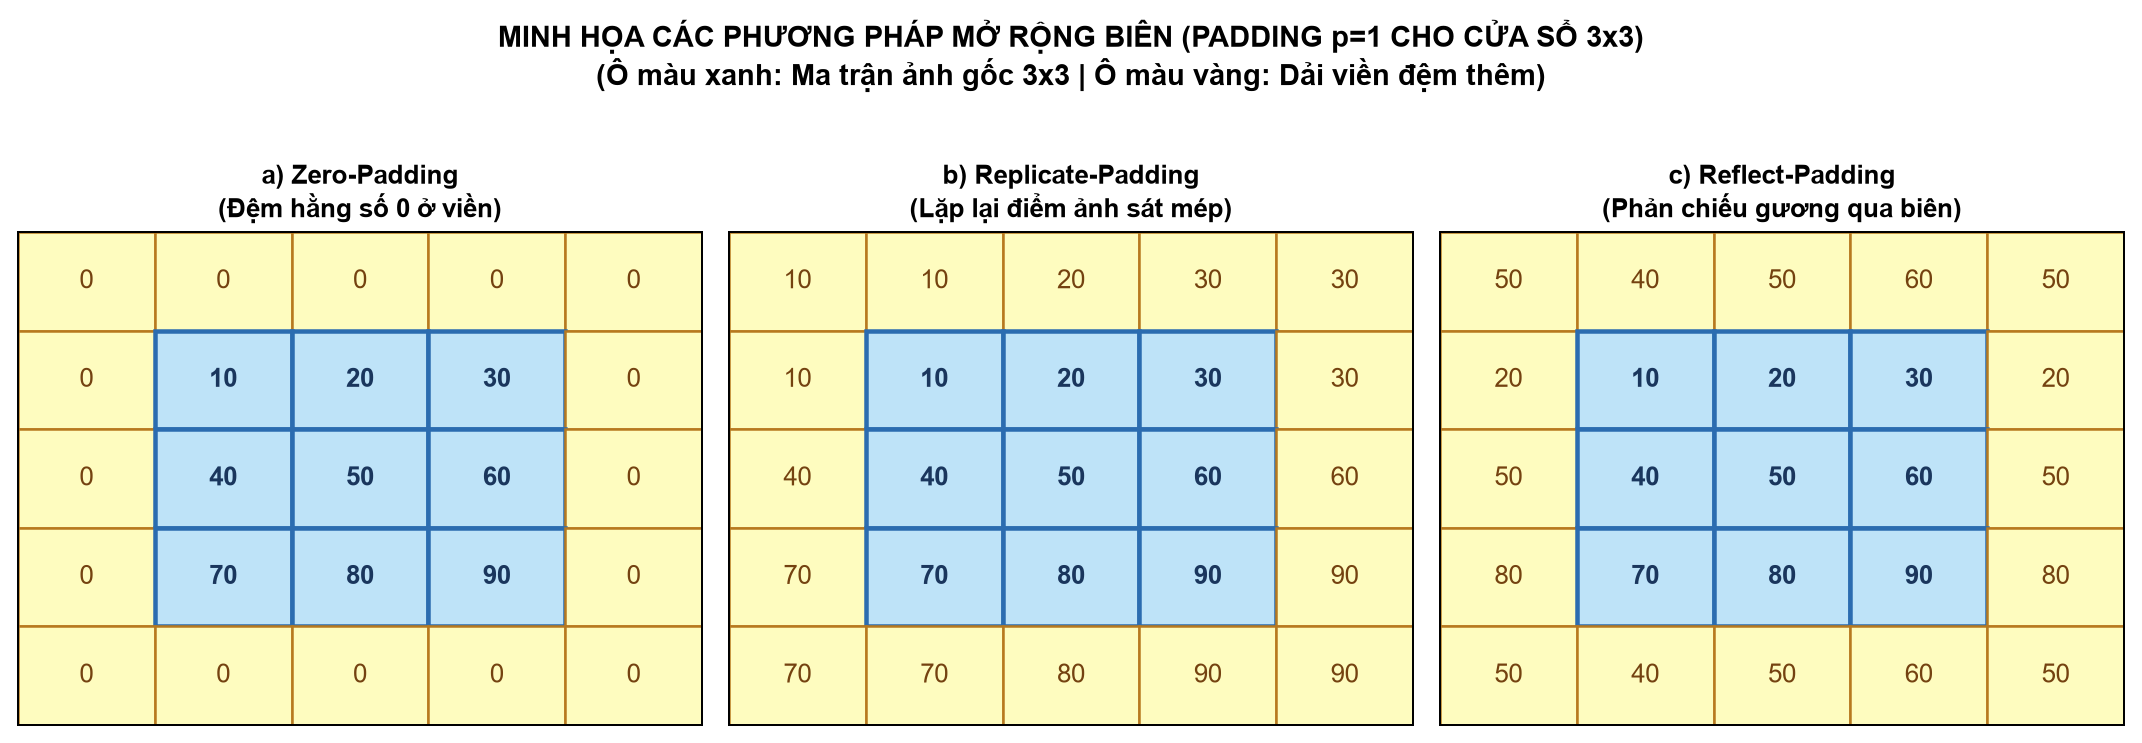 MINH HỌA CÁC PHƯƠNG PHÁP MỞ RỘNG BIÊN (PADDING p=1 CHO CỬA SỔ 3x3)
(Ô màu xanh: Ma trận ảnh gốc 3x3 | Ô màu vàng: Dải viền đệm thêm)
a) Zero-Padding
(Đệm hằng số 0 ở viền)
0 0 0 0 0
0 10 20 30 0
0 40 50 60 0
0 70 80 90 0
0 0 0 0 0
b) Replicate-Padding
(Lặp lại điểm ảnh sát mép)
10 10 20 30 30
10 10 20 30 30
40 40 50 60 60
70 70 80 90 90
70 70 80 90 90
c) Reflect-Padding
(Phản chiếu gương qua biên)
50 40 50 60 50
20 10 20 30 20
50 40 50 60 50
80 70 80 90 80
50 40 50 60 50